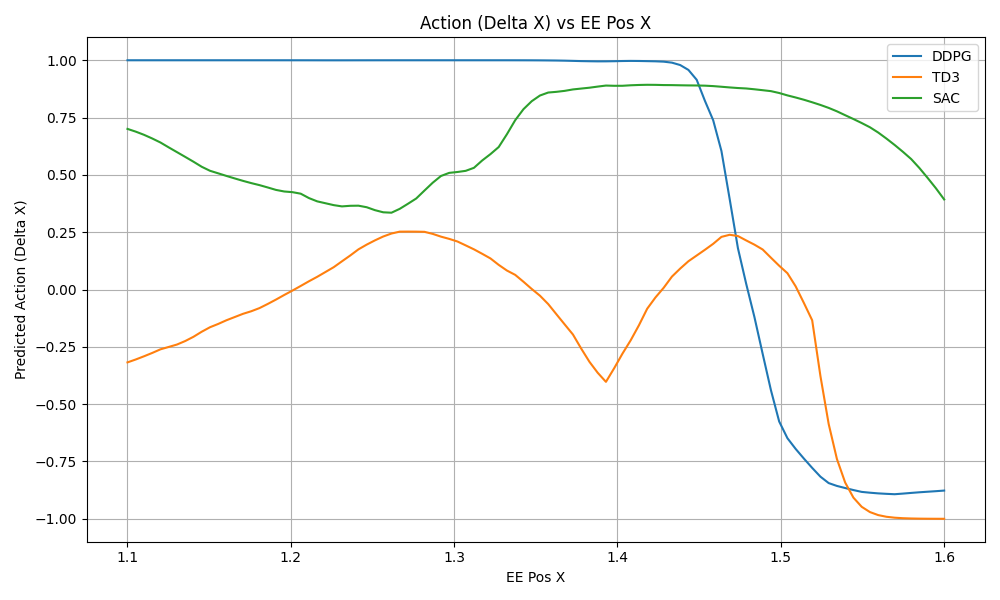 Action (Delta X) vs EE Pos X
DDPG
TD3
SAC
Predicted Action (Delta X)
1.00
0.75
0.50
0.25
0.00
−0.25
−0.50
−0.75
−1.00
1.1 1.2 1.3 1.4 1.5 1.6
EE Pos X